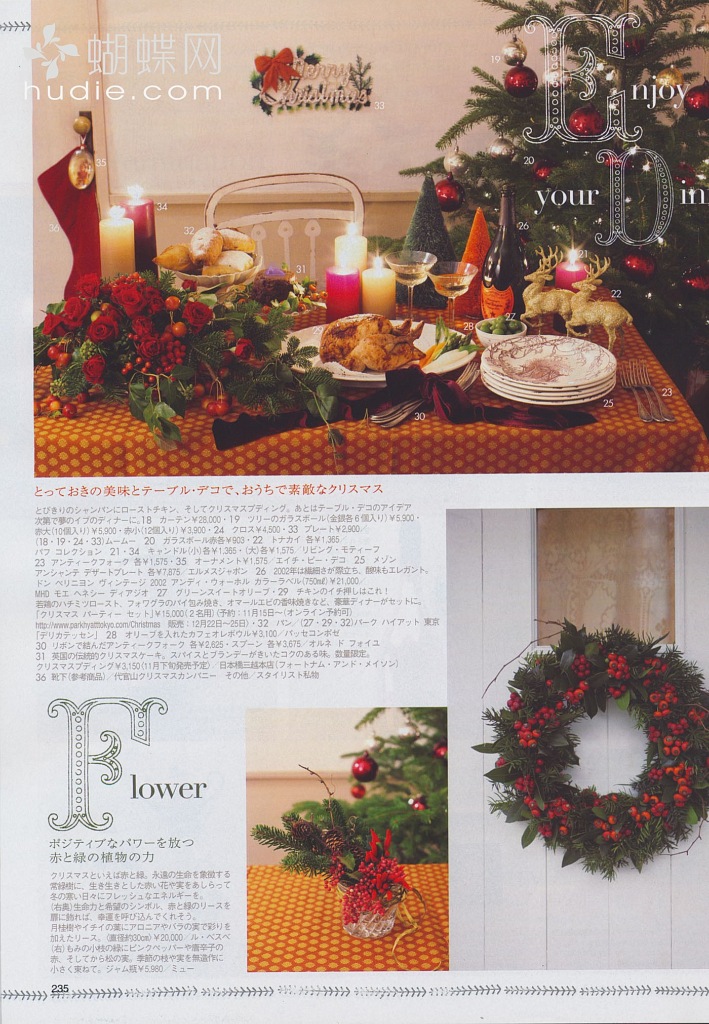 蝴蝶网
hudie.com
Enjoy
your Din
Merry
Christmas
19
33
35
34
20
32
36
26
31
21
22
28
27
23
30
25
とっておきの美味とテーブル・デコで、おうちで素敵なクリスマス
とびきりのシャンパンにローストチキン、そしてクリスマスプディング。あとはテーブル・デコのアイデア
次第で夢のイブのディナーに。18 カーテン¥28,000・19 ツリーのガラスボール(金銀各6個入り)¥5,900・
赤大(10個入り)¥5,900・赤小(12個入り)¥3,900・24 クロス¥4,500・33 プレート¥2,900/
(18・19・24・33)ムームー 20 ガラスボール赤各¥903・22 トナカイ 各¥1,365/
パフ コレクション 21・34 キャンドル(小)各¥1,365・(大)各¥1,575/リビング・モティーフ
23 アンティークフォーク 各¥1,575・35 オーナメント¥1,575/エイチ・ピー・デコ 25 メゾン
アンシャンテ デザートプレート 各¥7,875/エルメスジャポン 26 2002年は繊細さが際立ち、酸味もエレガント。
ドン ペリニヨン ヴィンテージ 2002 アンディ・ウォーホル カラーラベル(750㎖)¥21,000/
MHD モエ ヘネシー ディアジオ 27 グリーンスイートオリーブ・29 チキンのイチ押しはこれ!
若鶏のハチミツロースト、フォワグラのパイ包み焼き、オマールエビの香味焼きなど、豪華ディナーがセットに。
「クリスマス パーティー セット」¥15,000(2名用)(予約:11月15日〜(オンライン予約)
http://www.parkhyatttokyo.com/Christmas 販売:12月22日〜25日)・32 パン/(27・29・32)パーク ハイアット 東京
「デリカテッセン」 28 オリーブを入れたカフェオレボウル¥3,100/パッセコンポゼ
30 リボンで結んだアンティークフォーク 各¥2,625・スプーン 各¥3,675/オルネ ド フォイユ
31 英国の伝統的クリスマスケーキ。スパイスとブランデーがきいたコクのある味。数量限定。
クリスマスプディング¥3,150(11月下旬発売予定)/日本橋三越本店(フォートナム・アンド・メイソン)
36 靴下(参考商品)/代官山クリスマスカンパニー その他/スタイリスト私物
Flower
ポジティブなパワーを放つ
赤と緑の植物の力
クリスマスといえば赤と緑。永遠の生命を象徴する
常緑樹に、生き生きとした赤い花や実をあしらって
冬の寒い日々にフレッシュなエネルギーを。
(右奥)生命力と希望のシンボル、赤と緑のリースを
扉に飾れば、幸運を呼び込んでくれそう。
月桂樹やイチイの葉にアロニアやバラの実で彩りを
加えたリース。(直径約30cm)¥20,000/ル・ベスベ
(右)もみの小枝の緑にピンクペッパーや唐辛子の
赤、そしてから松の実。季節の枝や実を無造作に
小さく束ねて。ジャム瓶¥5,980/ミュー
235